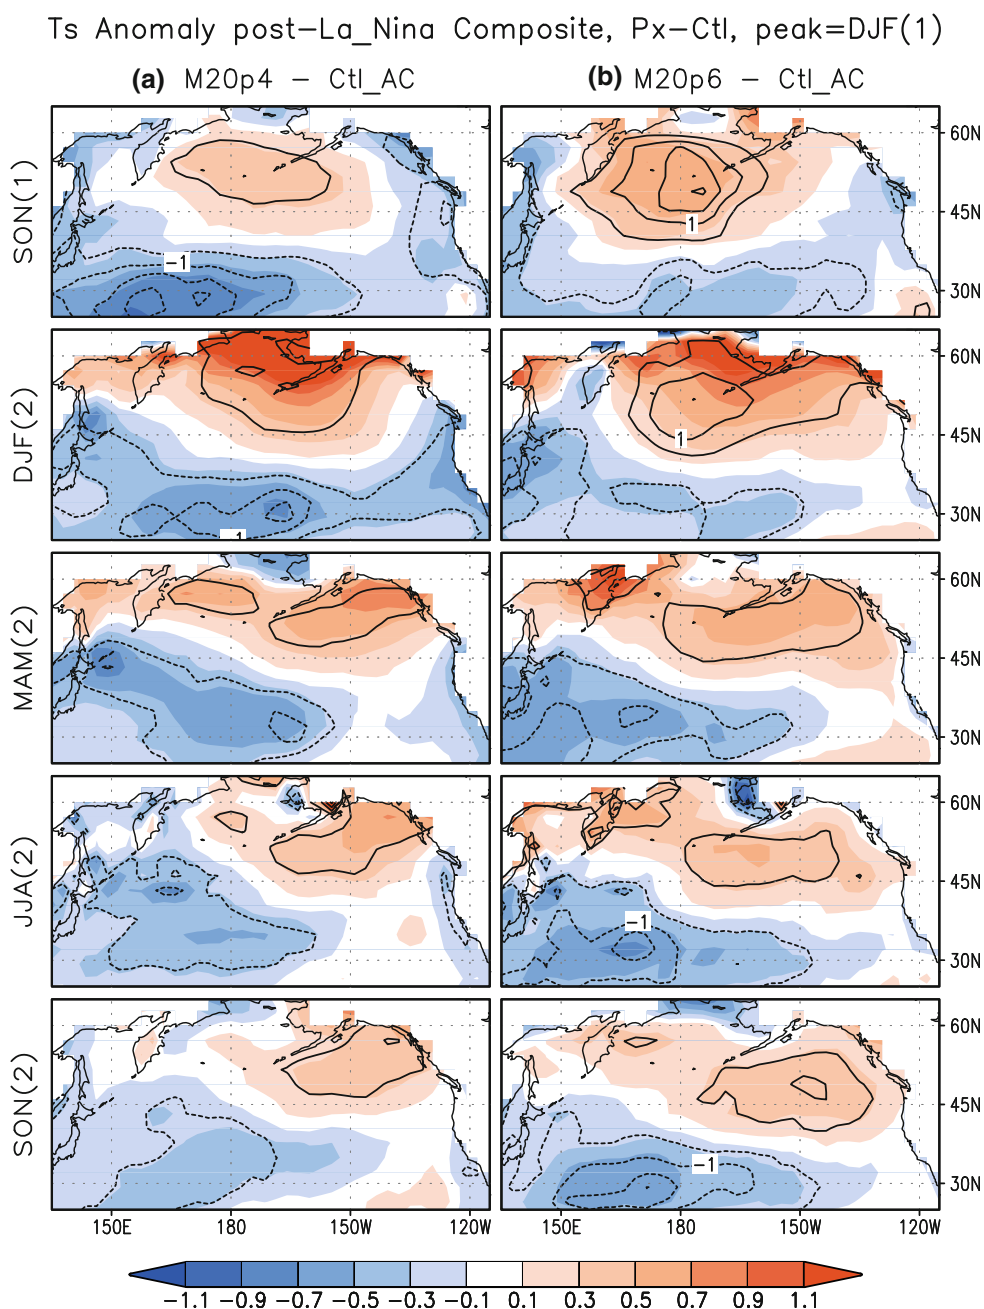 Ts Anomaly post-La_Nina Composite, Px-Ctl, peak=DJF(1)
(a) M20p4 - Ctl_AC
(b) M20p6 - Ctl_AC
SON(1)
-1
1
60N
45N
30N
DJF(2)
-1
1
60N
45N
30N
MAM(2)
60N
45N
30N
JJA(2)
-1
60N
45N
30N
SON(2)
-1
60N
45N
30N
150E 180 150W 120W
150E 180 150W 120W
-1.1 -0.9 -0.7 -0.5 -0.3 -0.1 0.1 0.3 0.5 0.7 0.9 1.1